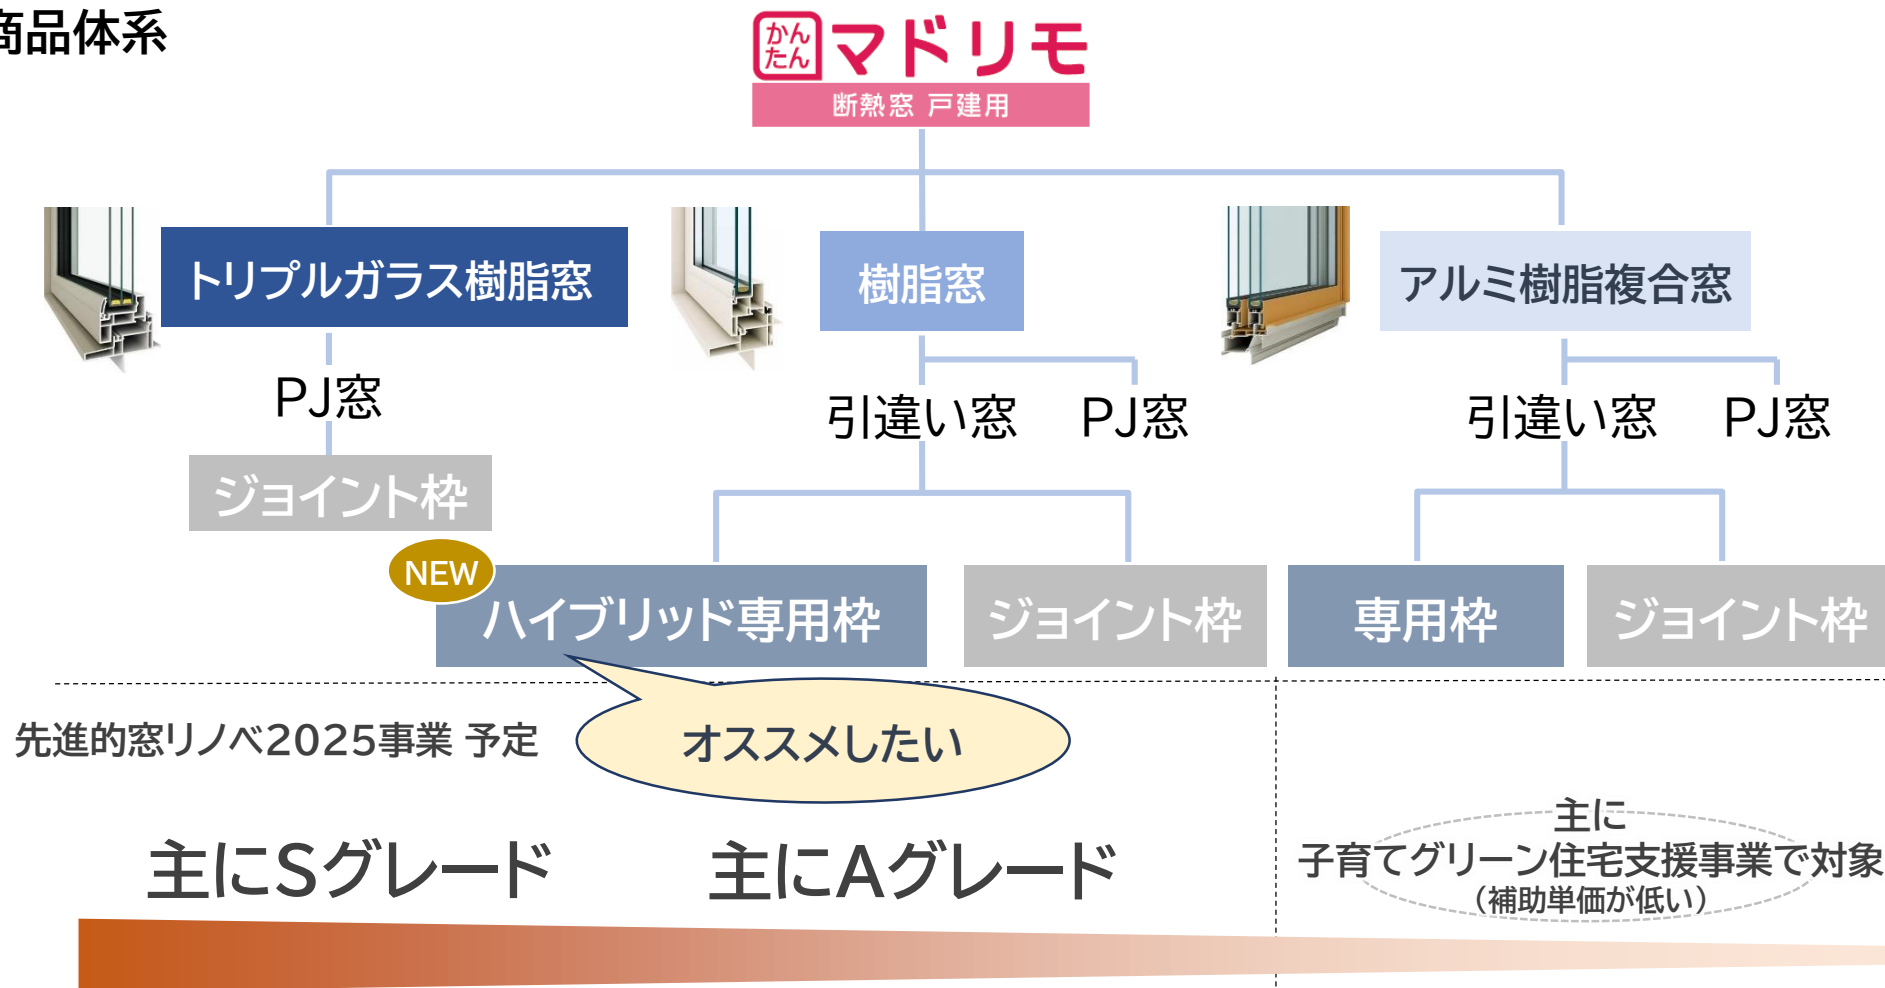 商品体系
かん
たん
マドリモ
断熱窓 戸建用
トリプルガラス樹脂窓
樹脂窓
アルミ樹脂複合窓
PJ窓
引違い窓
PJ窓
引違い窓
PJ窓
ジョイント枠
NEW
ハイブリッド専用枠
ジョイント枠
専用枠
ジョイント枠
先進的窓リノベ2025事業 予定
オススメしたい
主にSグレード
主にAグレード
主に
子育てグリーン住宅支援事業で対象
（補助単価が低い）